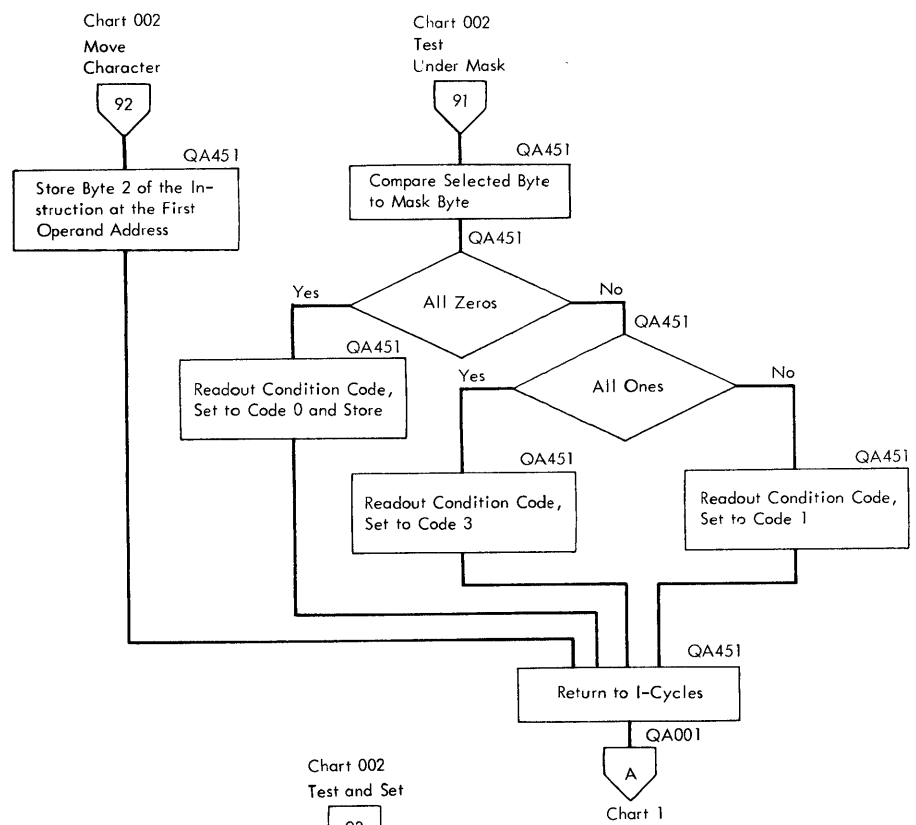 Chart 002
Move
Character
92
QA451
Store Byte 2 of the In-
struction at the First
Operand Address
Chart 002
Test
Under Mask
91
QA451
Compare Selected Byte
to Mask Byte
QA451
All Zeros
Yes
No
QA451
Readout Condition Code,
Set to Code 0 and Store
QA451
All Ones
Yes
No
QA451
Readout Condition Code,
Set to Code 3
QA451
Readout Condition Code,
Set to Code 1
QA451
Return to I-Cycles
QA001
A
Chart 1
Chart 002
Test and Set